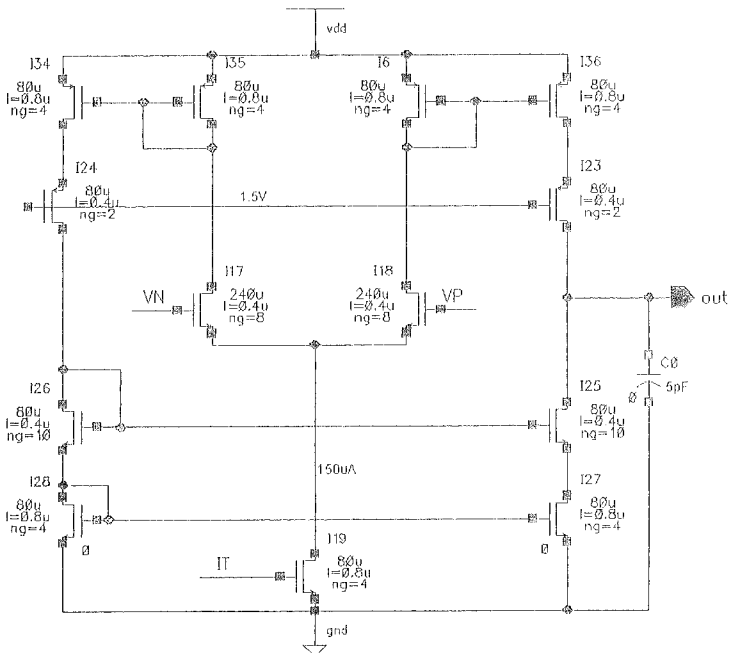 vdd
I34
80u
l=0.8u
ng=4
I35
80u
l=0.8u
ng=4
I6
80u
l=0.8u
ng=4
I36
80u
l=0.8u
ng=4
I24
80u
l=0.4u
ng=2
1.5V
I23
80u
l=0.4u
ng=2
I17
240u
l=0.4u
ng=8
VN
I18
240u
l=0.4u
ng=8
VP
out
C0
5pF
0
I26
80u
l=0.4u
ng=10
I25
80u
l=0.4u
ng=10
150uA
I28
80u
l=0.8u
ng=4
0
I27
80u
l=0.8u
ng=4
0
I19
80u
l=0.8u
ng=4
IT
gnd